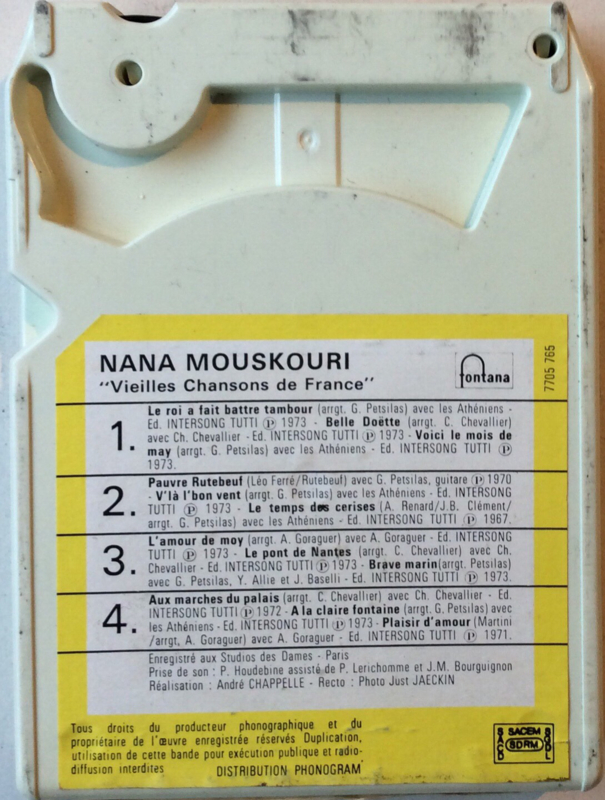 NANA MOUSKOURI
"Vieilles Chansons de France"
fontana
7705 765
1. Le roi a fait battre tambour (arrgt. G. Petsilas) avec les Athéniens -
Ed. INTERSONG TUTTI Ⓟ 1973 - Belle Doëtte (arrgt. C. Chevallier)
avec Ch. Chevallier - Ed. INTERSONG TUTTI Ⓟ 1973 - Voici le mois de
may (arrgt. G. Petsilas) avec les Athéniens - Ed. INTERSONG TUTTI Ⓟ
1973.
2. Pauvre Rutebeuf (Léo Ferré/Rutebeuf) avec G. Petsilas, guitare Ⓟ 1970
- V'là l'bon vent (arrgt. G. Petsilas) avec les Athéniens - Ed. INTERSONG
TUTTI Ⓟ 1973 - Le temps des cerises (A. Renard/J.B. Clément/
arrgt. G. Petsilas) avec les Athéniens - Ed. INTERSONG TUTTI Ⓟ 1967.
3. L'amour de moy (arrgt. A. Goraguer) avec A. Goraguer - Ed. INTERSONG
TUTTI Ⓟ 1973 - Le pont de Nantes (arrgt. C. Chevallier) avec Ch.
Chevallier - Ed. INTERSONG TUTTI Ⓟ 1973 - Brave marin(arrgt. Petsilas)
avec G. Petsilas, Y. Allie et J. Baselli - Ed. INTERSONG TUTTI Ⓟ 1973.
4. Aux marches du palais (arrgt. C. Chevallier) avec Ch. Chevallier - Ed.
INTERSONG TUTTI Ⓟ 1972 - A la claire fontaine (arrgt. G. Petsilas) avec
les Athéniens - Ed. INTERSONG TUTTI Ⓟ 1973 - Plaisir d'amour (Martini
/arrgt, A. Goraguer) avec A. Goraguer - Ed. INTERSONG TUTTI Ⓟ 1971.
Enregistré aux Studios des Dames - Paris
Prise de son : P. Houdebine assisté de P. Lerichomme et J.M. Bourguignon
Réalisation : André CHAPPELLE - Recto : Photo Just JAECKIN
Tous droits du producteur phonographique et du
propriétaire de l'œuvre enregistrée réservés Duplication,
utilisation de cette bande pour exécution publique et radio-
diffusion interdites DISTRIBUTION PHONOGRAM
SACD SACEM SDRM SGDL